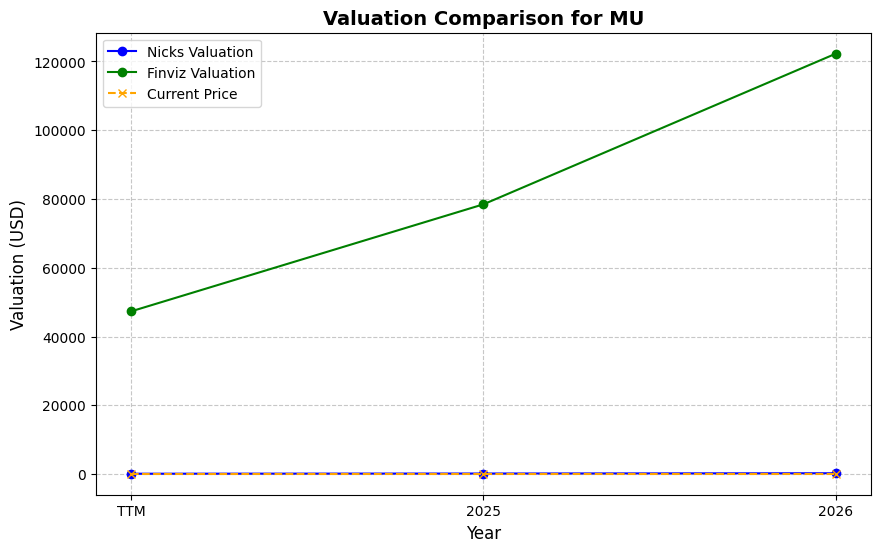 Valuation Comparison for MU
Nicks Valuation
Finviz Valuation
Current Price
Valuation (USD)
120000
100000
80000
60000
40000
20000
0
TTM
2025
2026
Year